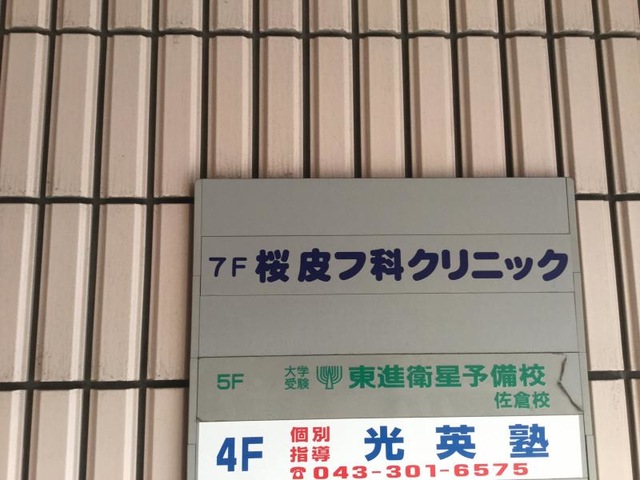 7F 桜皮フ科クリニック
5F 大学受験 東進衛星予備校
佐倉校
4F 個別指導 光英塾
☎043-301-6575